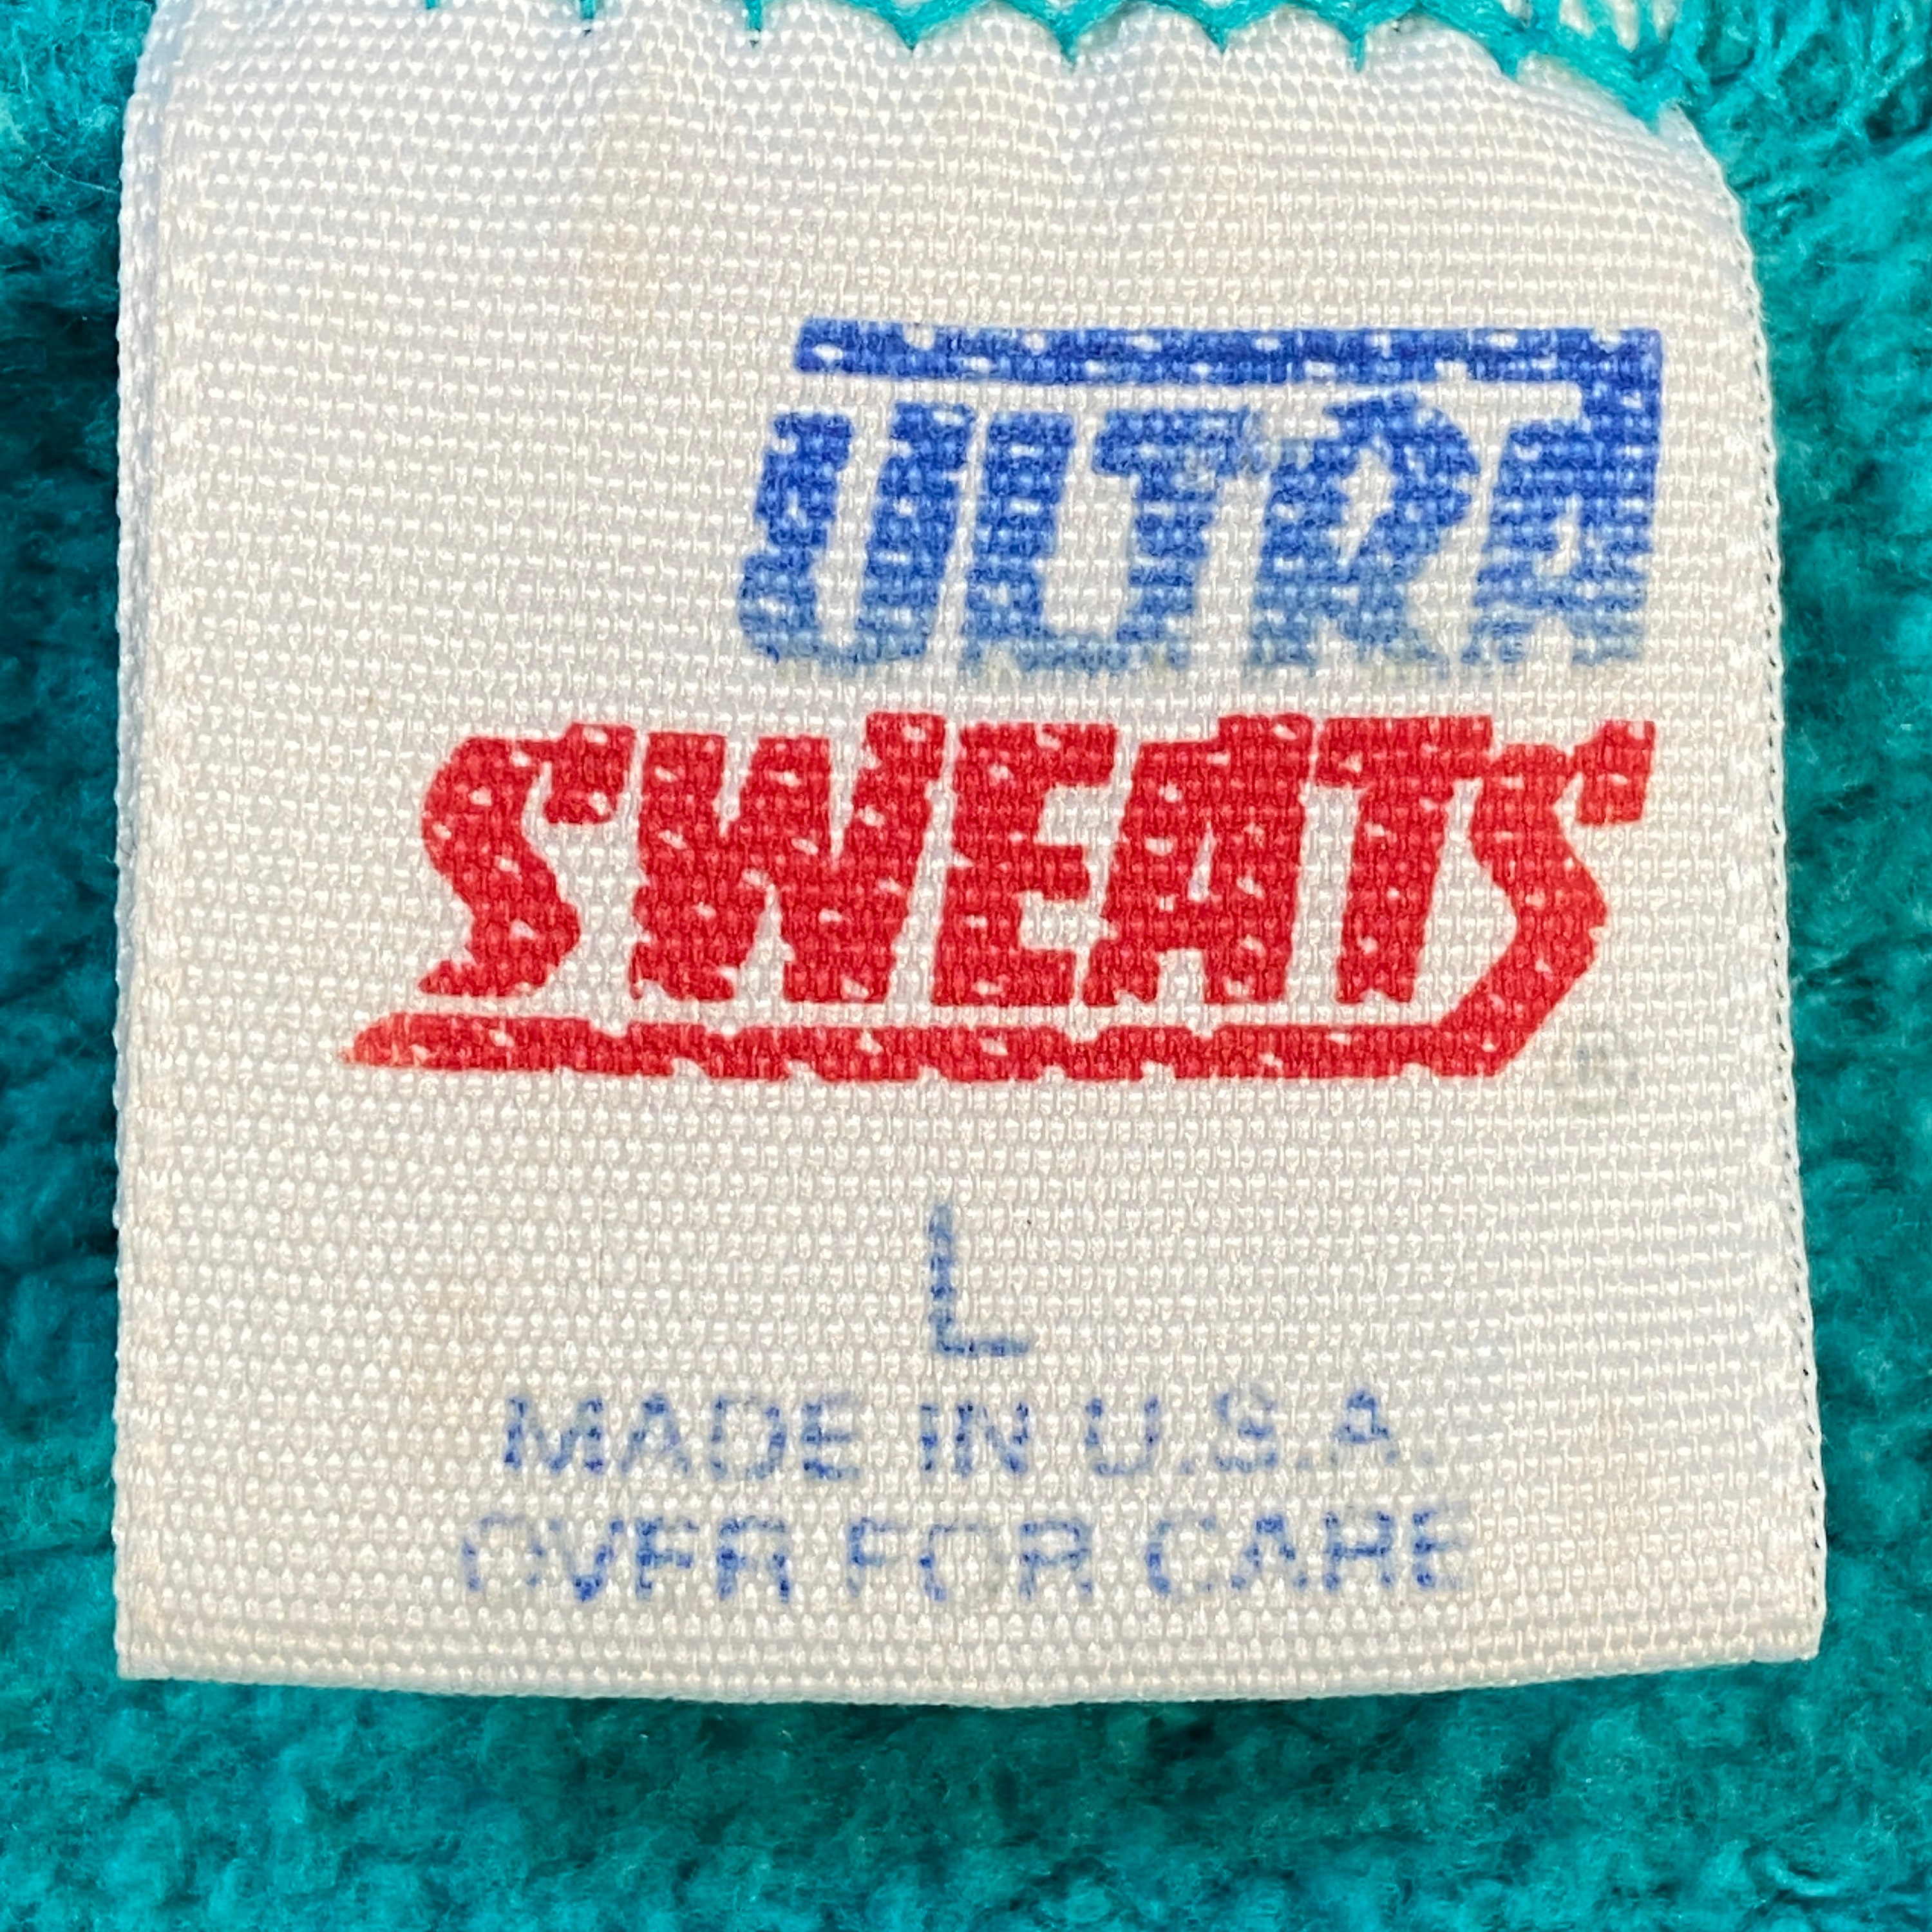 ULTRA
SWEATS
L
MADE IN U.S.A.
OVER FOR CARE